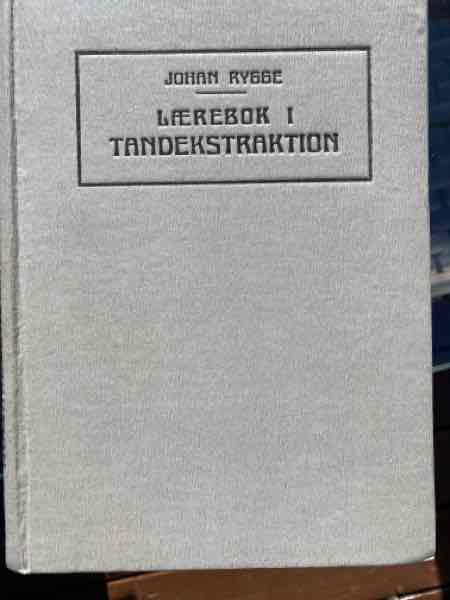 JOHAN RYGGE
LÆREBOK I
TANDEKSTRAKTION